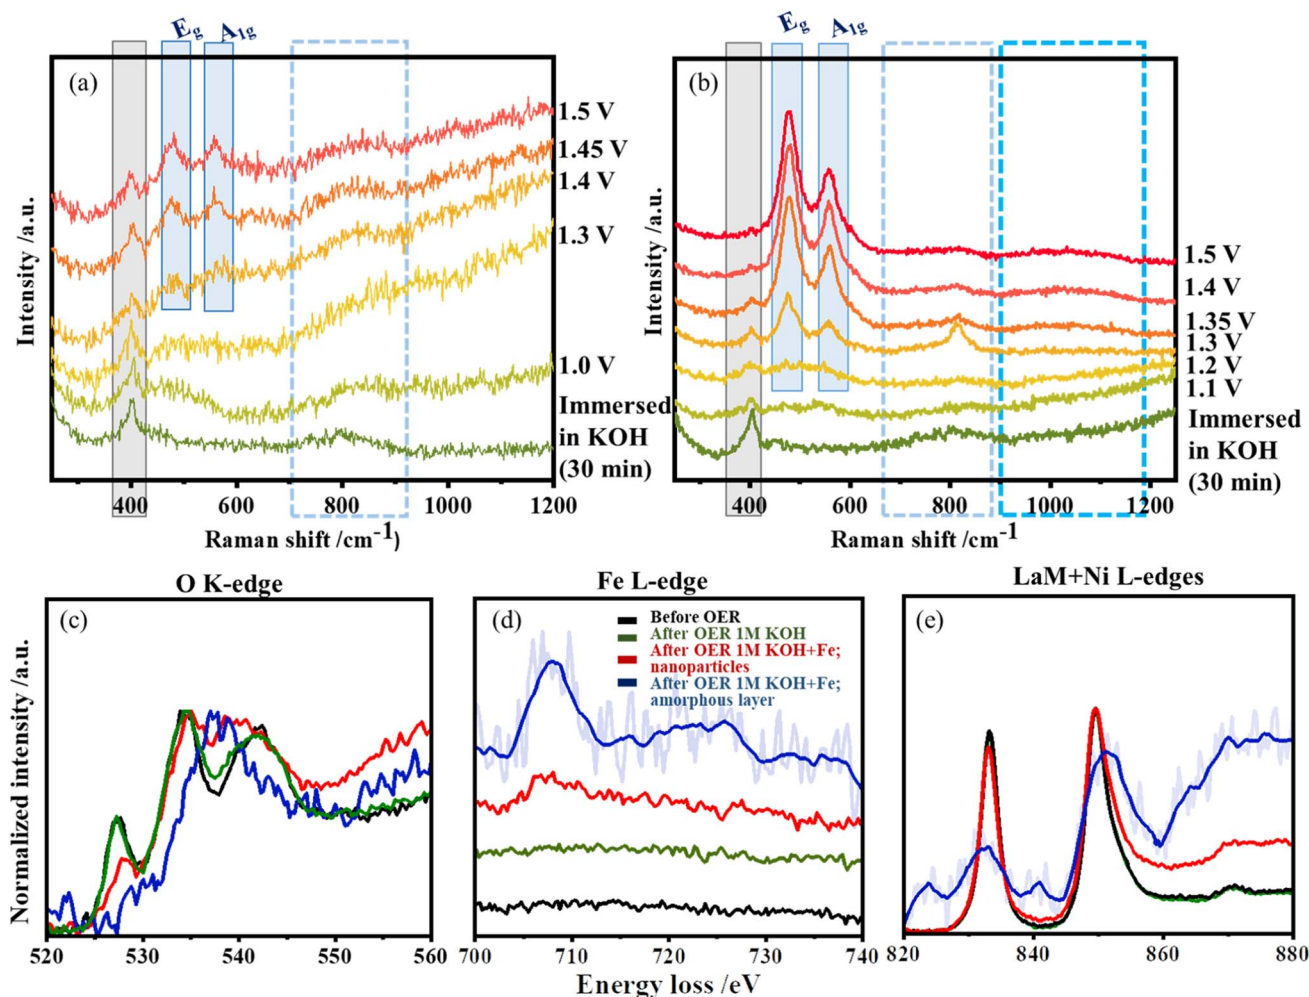 Eg
A1g
(a)
1.5 V
1.45 V
1.4 V
1.3 V
1.0 V
Immersed
in KOH
(30 min)
Intensity /a.u.
400
600
800
1000
1200
Raman shift /cm-1)
Eg
A1g
(b)
1.5 V
1.4 V
1.35 V
1.3 V
1.2 V
1.1 V
Immersed
in KOH
(30 min)
Intensity /a.u.
400
600
800
1000
1200
Raman shift /cm-1
O K-edge
(c)
Normalized intensity /a.u.
520
530
540
550
560
Fe L-edge
(d)
Before OER
After OER 1M KOH
After OER 1M KOH+Fe;
nanoparticles
After OER 1M KOH+Fe;
amorphous layer
700
710
720
730
740
LaM+Ni L-edges
(e)
820
840
860
880
Energy loss /eV